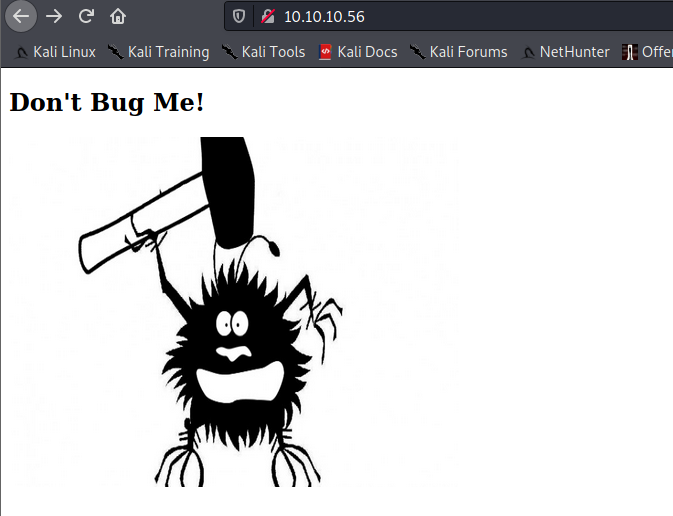 10.10.10.56
Kali Linux Kali Training Kali Tools Kali Docs Kali Forums NetHunter Offe
Don't Bug Me!